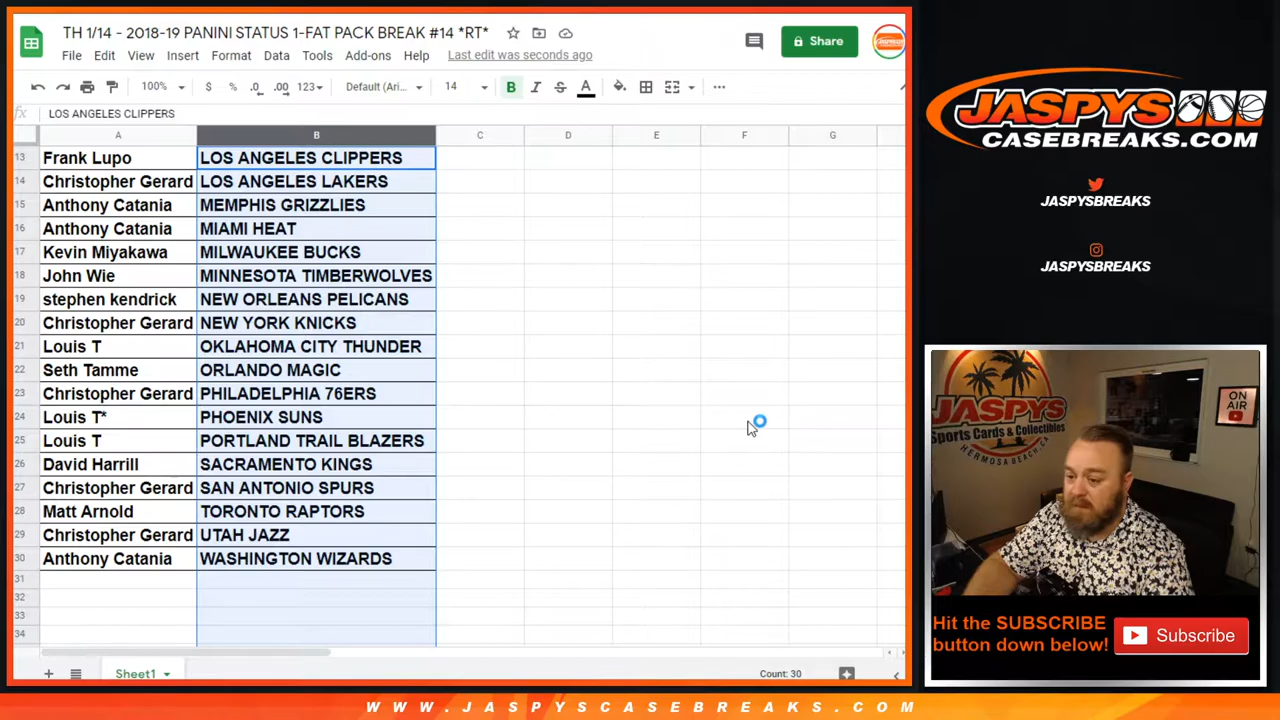 TH 1/14 - 2018-19 PANINI STATUS 1-FAT PACK BREAK #14 *RT*
File Edit View Insert Format Data Tools Add-ons Help Last edit was seconds ago
Share
100% $ % .0 .00 123 Default (Ari... 14 B I S A
fx LOS ANGELES CLIPPERS
A B C D E F G
13 Frank Lupo LOS ANGELES CLIPPERS
14 Christopher Gerard LOS ANGELES LAKERS
15 Anthony Catania MEMPHIS GRIZZLIES
16 Anthony Catania MIAMI HEAT
17 Kevin Miyakawa MILWAUKEE BUCKS
18 John Wie MINNESOTA TIMBERWOLVES
19 stephen kendrick NEW ORLEANS PELICANS
20 Christopher Gerard NEW YORK KNICKS
21 Louis T OKLAHOMA CITY THUNDER
22 Seth Tamme ORLANDO MAGIC
23 Christopher Gerard PHILADELPHIA 76ERS
24 Louis T* PHOENIX SUNS
25 Louis T PORTLAND TRAIL BLAZERS
26 David Harrill SACRAMENTO KINGS
27 Christopher Gerard SAN ANTONIO SPURS
28 Matt Arnold TORONTO RAPTORS
29 Christopher Gerard UTAH JAZZ
30 Anthony Catania WASHINGTON WIZARDS
31
32
33
34
Sheet1
Count: 30
JASPYS
CASEBREAKS.COM
JASPYSBREAKS
JASPYSBREAKS
JASPYS
Sports Cards & Collectibles
HERMOSA BEACH, CA
ON
AIR
Hit the SUBSCRIBE
button down below!
Subscribe
WWW.JASPYSCASEBREAKS.COM